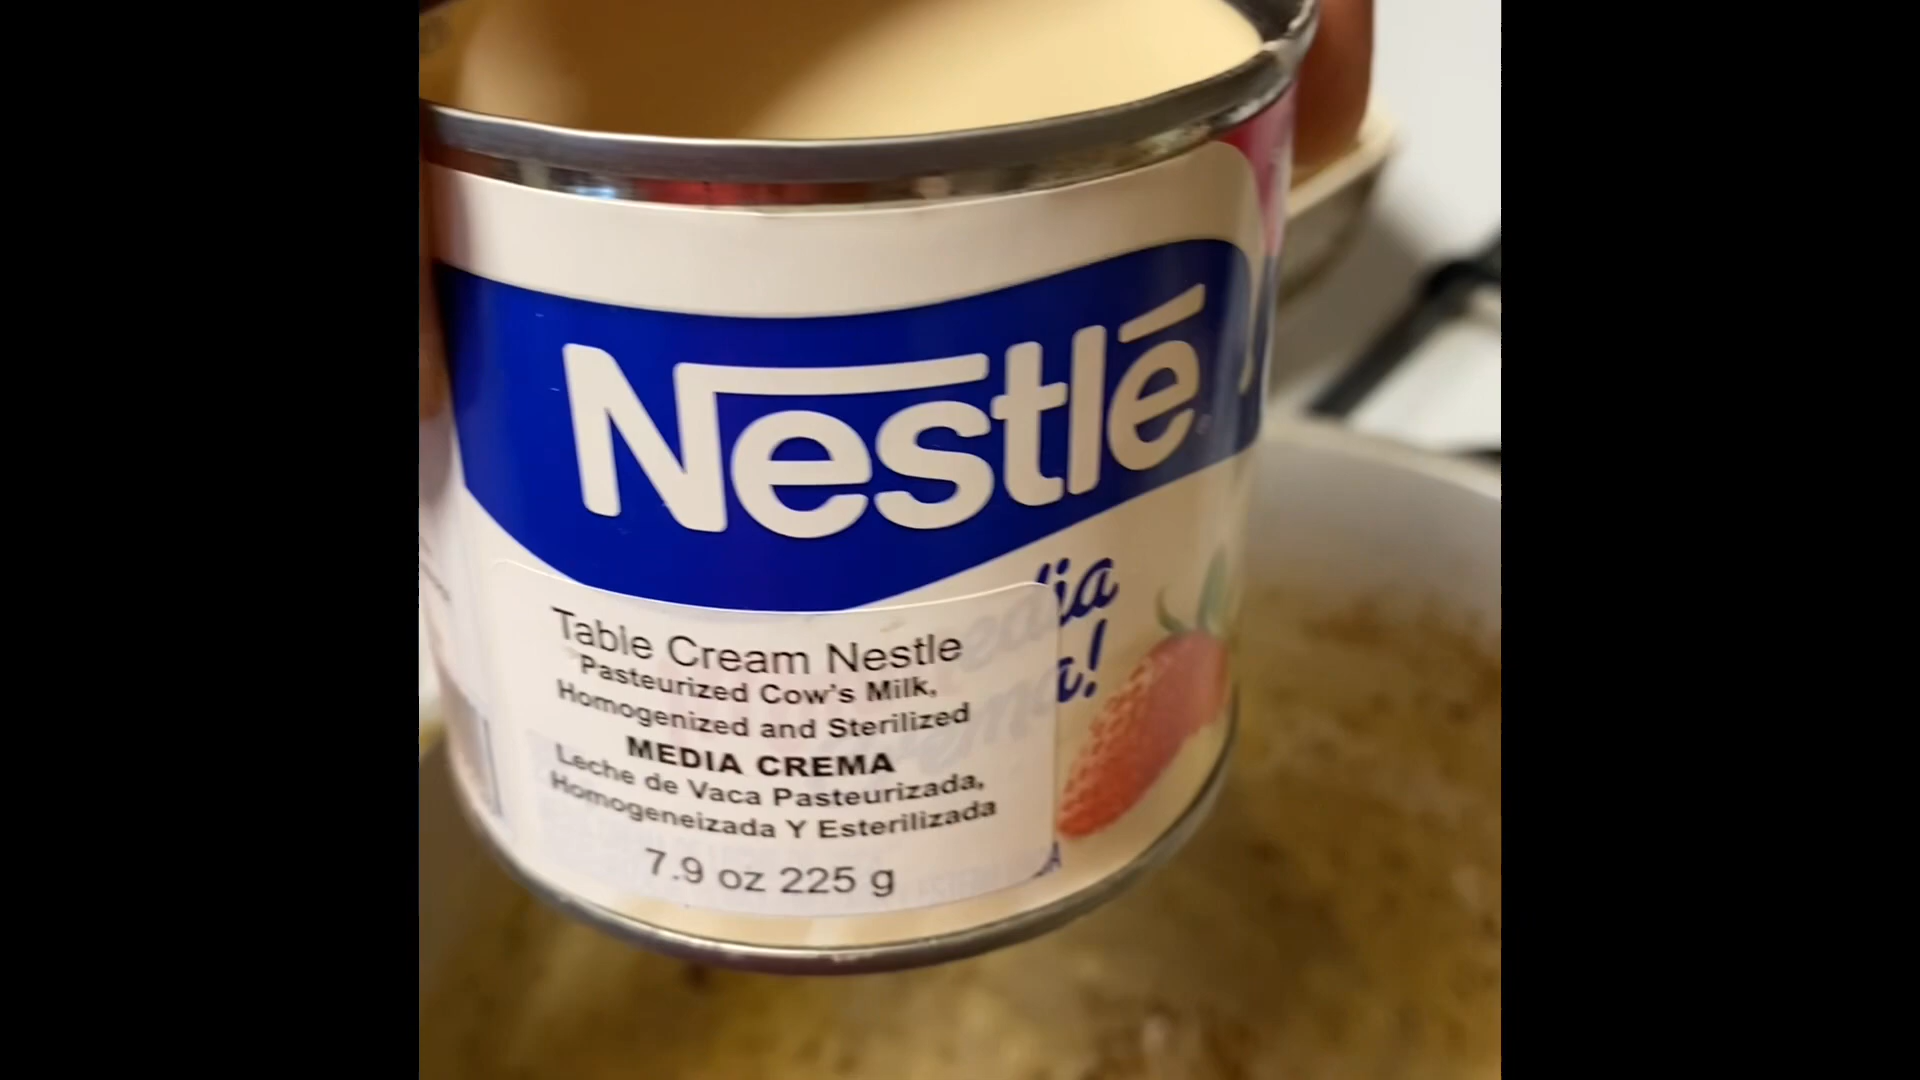 Nestlē
Table Cream Nestle
Pasteurized Cow's Milk,
Homogenized and Sterilized
MEDIA CREMA
Leche de Vaca Pasteurizada,
Homogeneizada Y Esterilizada
7.9 oz 225 g